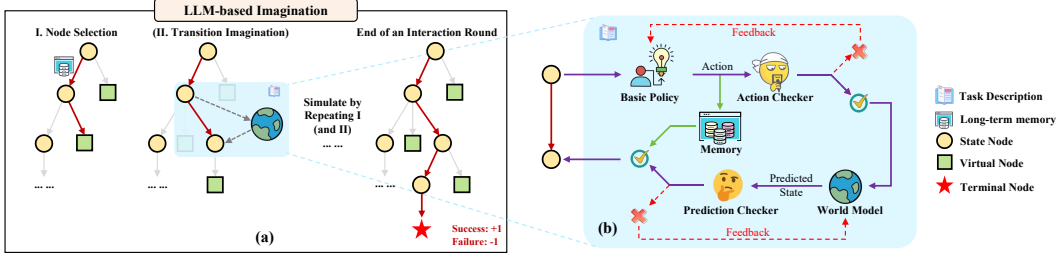 LLM-based Imagination
I. Node Selection
(II. Transition Imagination)
End of an Interaction Round
Simulate by
Repeating I
(and II)
... ...
... ...
... ...
... ...
Success: +1
Failure: -1
(a)
Feedback
Action
Basic Policy
Action Checker
Memory
Predicted
State
Prediction Checker
World Model
Feedback
(b)
Task Description
Long-term memory
State Node
Virtual Node
Terminal Node